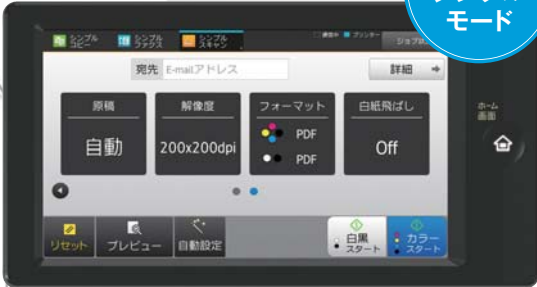 モード
シンプル
コピー
シンプル
ファクス
シンプル
スキャン
宛先 E-mailアドレス
詳細
原稿
自動
解像度
200x200dpi
フォーマット
PDF
PDF
白紙飛ばし
Off
ホーム
画面
リセット
プレビュー
自動設定
白黒
スタート
カラー
スタート